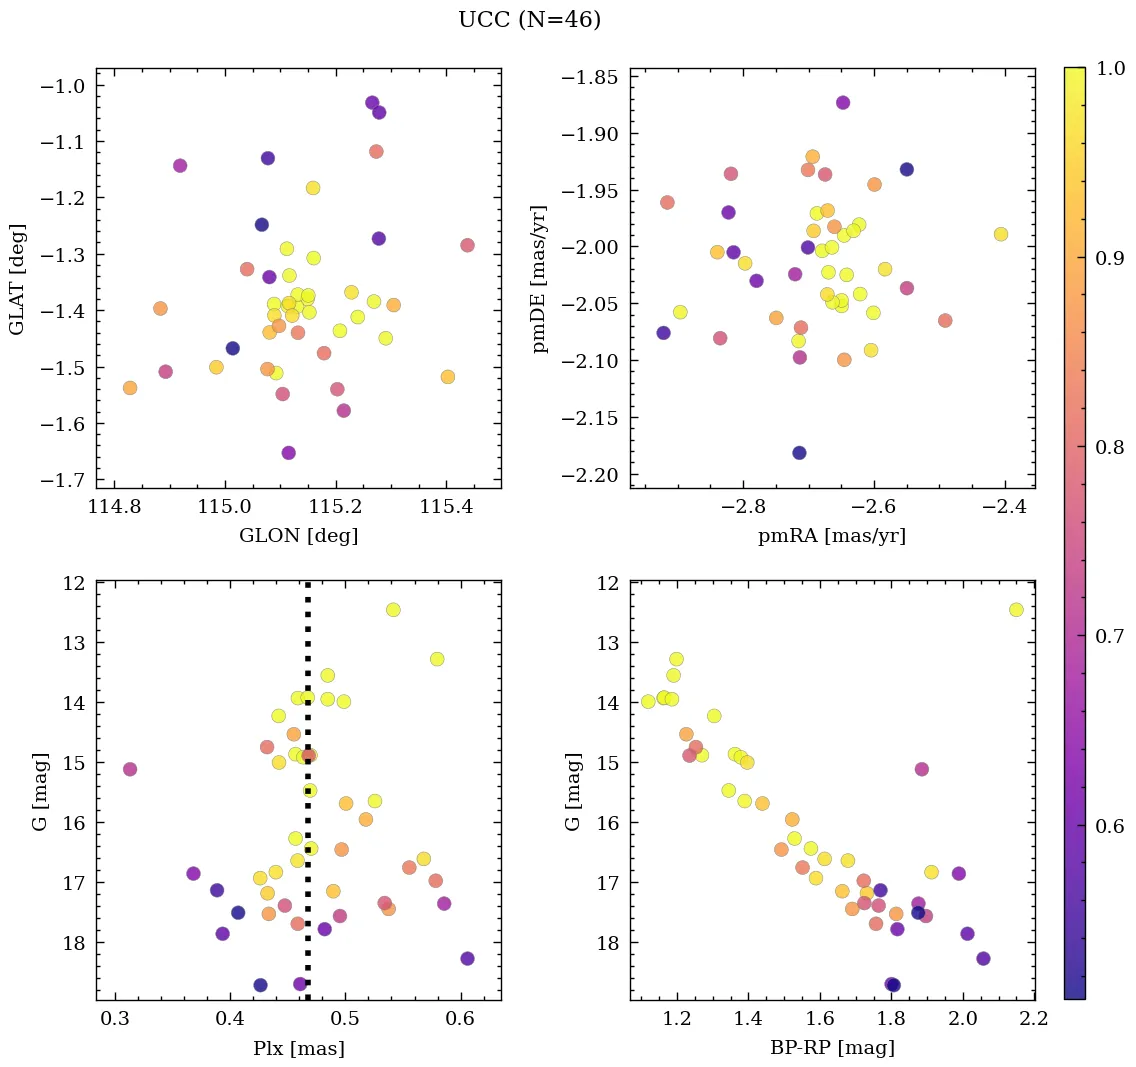 UCC (N=46)
−1.0
−1.1
−1.2
−1.3
−1.4
−1.5
−1.6
−1.7
GLAT [deg]
114.8 115.0 115.2 115.4
GLON [deg]
−1.85
−1.90
−1.95
−2.00
−2.05
−2.10
−2.15
−2.20
pmDE [mas/yr]
−2.8 −2.6 −2.4
pmRA [mas/yr]
12
13
14
15
16
17
18
G [mag]
0.3 0.4 0.5 0.6
Plx [mas]
12
13
14
15
16
17
18
G [mag]
1.2 1.4 1.6 1.8 2.0 2.2
BP-RP [mag]
1.0
0.9
0.8
0.7
0.6